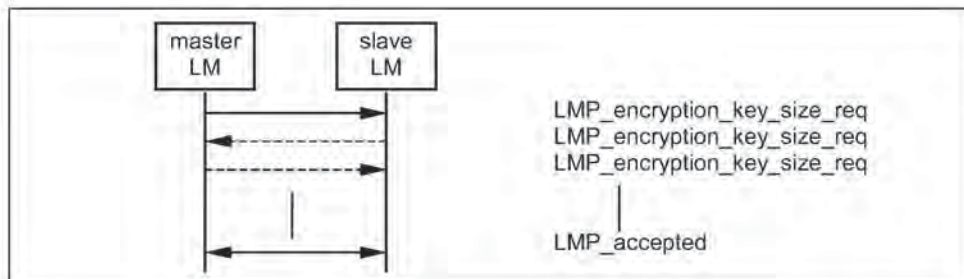 master
LM
slave
LM
LMP_encryption_key_size_req
LMP_encryption_key_size_req
LMP_encryption_key_size_req
LMP_accepted